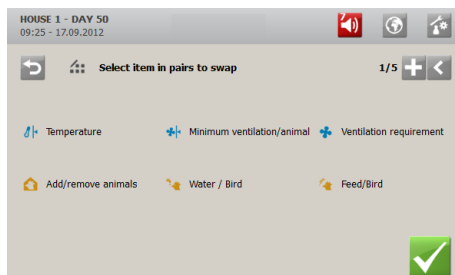 HOUSE 1 - DAY 50
09:25 - 17.09.2012
7
Select item in pairs to swap
1/5
Temperature
Minimum ventilation/animal
Ventilation requirement
Add/remove animals
Water / Bird
Feed/Bird